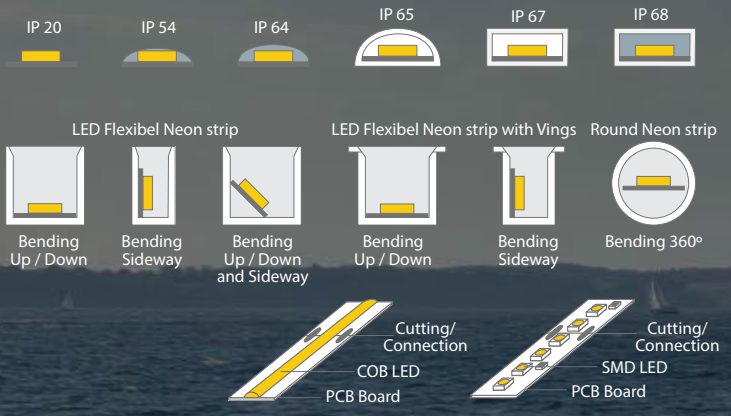 IP 20
IP 54
IP 64
IP 65
IP 67
IP 68
LED Flexibel Neon strip
LED Flexibel Neon strip with Vings
Round Neon strip
Bending
Up / Down
Bending
Sideway
Bending
Up / Down
and Sideway
Bending
Up / Down
Bending
Sideway
Bending 360º
Cutting/
Connection
COB LED
PCB Board
Cutting/
Connection
SMD LED
PCB Board